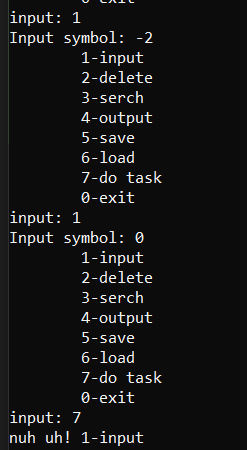 0-exit
input: 1
Input symbol: -2
1-input
2-delete
3-serch
4-output
5-save
6-load
7-do task
0-exit
input: 1
Input symbol: 0
1-input
2-delete
3-serch
4-output
5-save
6-load
7-do task
0-exit
input: 7
nuh uh! 1-input